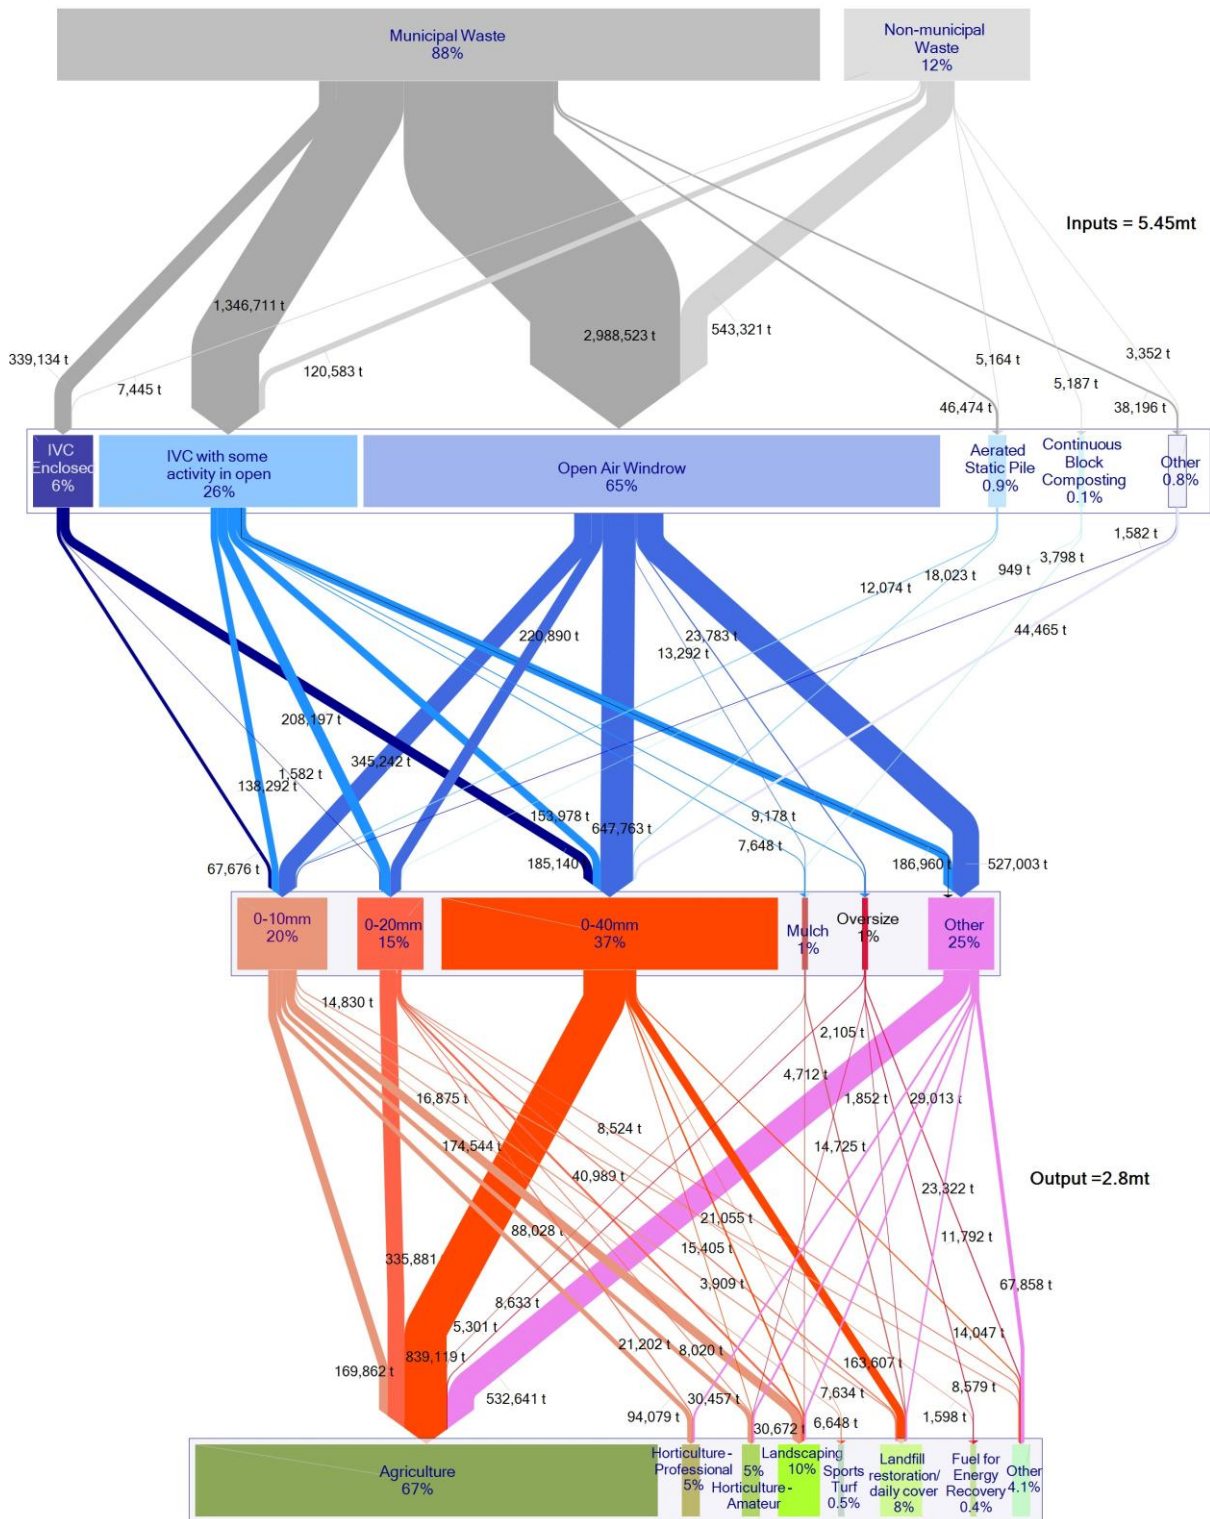 Municipal Waste
88%
Non-municipal
Waste
12%
Inputs = 5.45mt
1,346,711 t
2,988,523 t
543,321 t
339,134 t
7,445 t
120,583 t
5,164 t
3,352 t
5,187 t
46,474 t
38,196 t
IVC
Enclosed
6%
IVC with some
activity in open
26%
Open Air Windrow
65%
Aerated
Static Pile
0.9%
Continuous
Block
Composting
0.1%
Other
0.8%
1,582 t
3,798 t
949 t
18,023 t
12,074 t
44,465 t
220,890 t
23,783 t
13,292 t
208,197 t
345,242 t
1,582 t
138,292 t
153,978 t
647,763 t
9,178 t
7,648 t
67,676 t
185,140
186,960 t
527,003 t
0-10mm
20%
0-20mm
15%
0-40mm
37%
Mulch
1%
Oversize
1%
Other
25%
14,830 t
2,105 t
4,712 t
16,875 t
8,524 t
1,852 t
29,013 t
174,544 t
40,989 t
14,725 t
Output =2.8mt
23,322 t
88,028 t
21,055 t
11,792 t
335,881
15,405 t
3,909 t
67,858 t
8,633 t
5,301 t
14,047 t
21,202 t
8,020 t
839,119 t
163,607 t
169,862 t
532,641 t
30,457 t
7,634 t
8,579 t
94,079 t
30,672 t
6,648 t
1,598 t
Agriculture
67%
Horticulture -
Professional
5%
5%
Horticulture -
Amateur
Landscaping
10%
Sports
Turf
0.5%
Landfill
restoration/
daily cover
8%
Fuel for
Energy
Recovery
0.4%
Other
4.1%